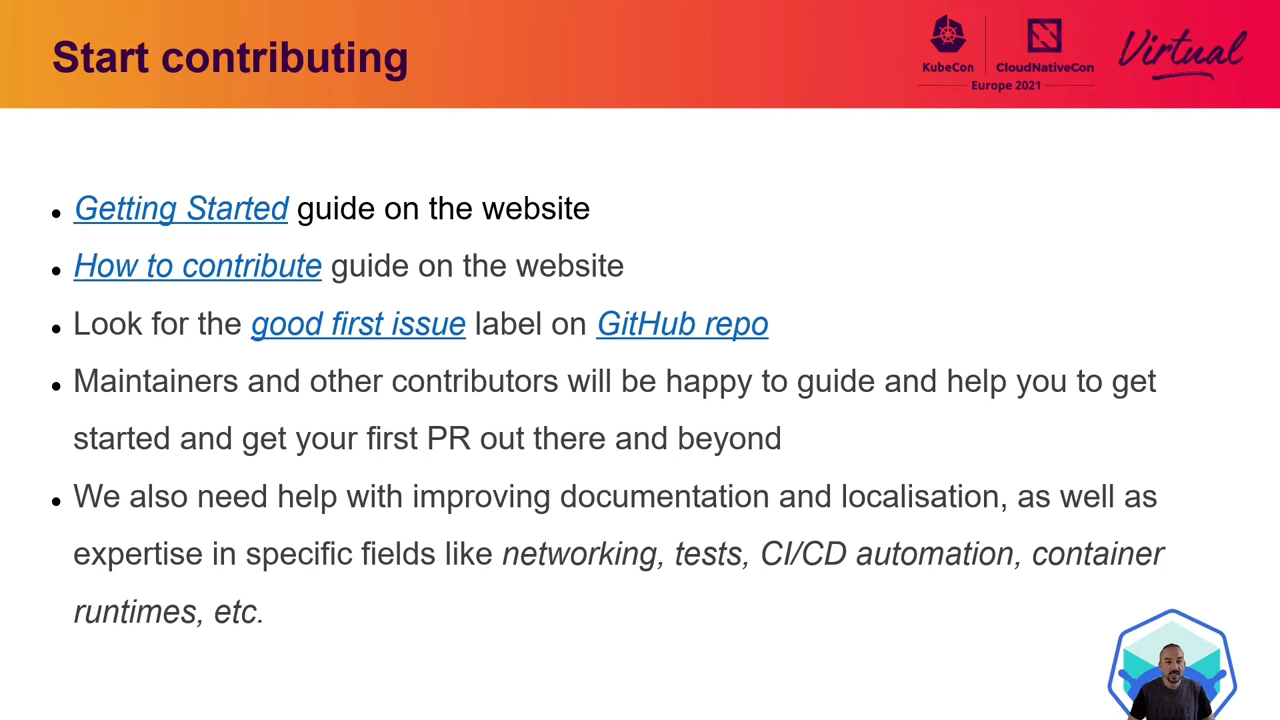 Start contributing
KubeCon
CloudNativeCon
Europe 2021
Virtual
Getting Started guide on the website
How to contribute guide on the website
Look for the good first issue label on GitHub repo
Maintainers and other contributors will be happy to guide and help you to get
started and get your first PR out there and beyond
We also need help with improving documentation and localisation, as well as
expertise in specific fields like networking, tests, CI/CD automation, container
runtimes, etc.